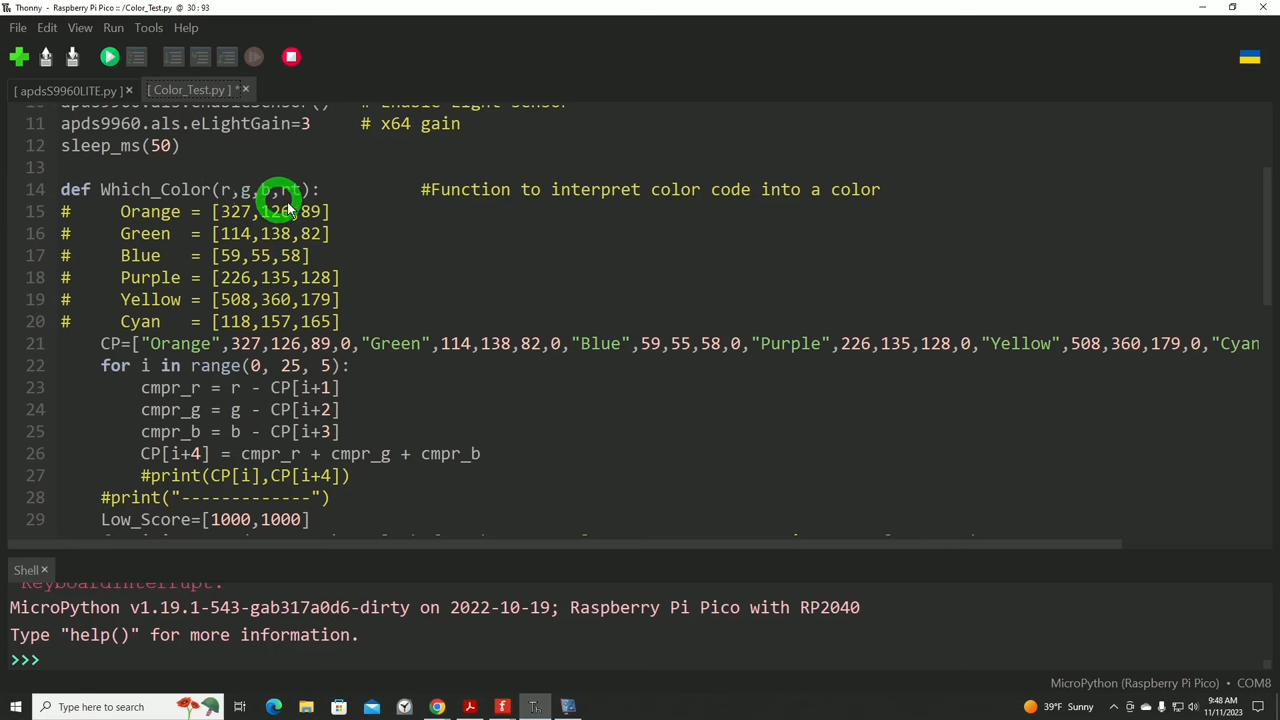 Thonny - Raspberry Pi Pico :: /Color_Test.py @ 30 : 93
File Edit View Run Tools Help
[ apdsS9960LITE.py ] × [ Color_Test.py ] * ×
10 apds9960.als.enableSensor() # Enable Light Sensor
11 apds9960.als.eLightGain=3 # x64 gain
12 sleep_ms(50)
13
14 def Which_Color(r,g,b,rt): #Function to interpret color code into a color
15 # Orange = [327,126,89]
16 # Green = [114,138,82]
17 # Blue = [59,55,58]
18 # Purple = [226,135,128]
19 # Yellow = [508,360,179]
20 # Cyan = [118,157,165]
21 CP=["Orange",327,126,89,0,"Green",114,138,82,0,"Blue",59,55,58,0,"Purple",226,135,128,0,"Yellow",508,360,179,0,"Cyan
22 for i in range(0, 25, 5):
23 cmpr_r = r - CP[i+1]
24 cmpr_g = g - CP[i+2]
25 cmpr_b = b - CP[i+3]
26 CP[i+4] = cmpr_r + cmpr_g + cmpr_b
27 #print(CP[i],CP[i+4])
28 #print("-------------")
29 Low_Score=[1000,1000]
Shell ×
KeyboardInterrupt:
MicroPython v1.19.1-543-gab317a0d6-dirty on 2022-10-19; Raspberry Pi Pico with RP2040
Type "help()" for more information.
>>>
MicroPython (Raspberry Pi Pico) • COM8
Type here to search
39°F Sunny
9:48 AM
11/11/2023